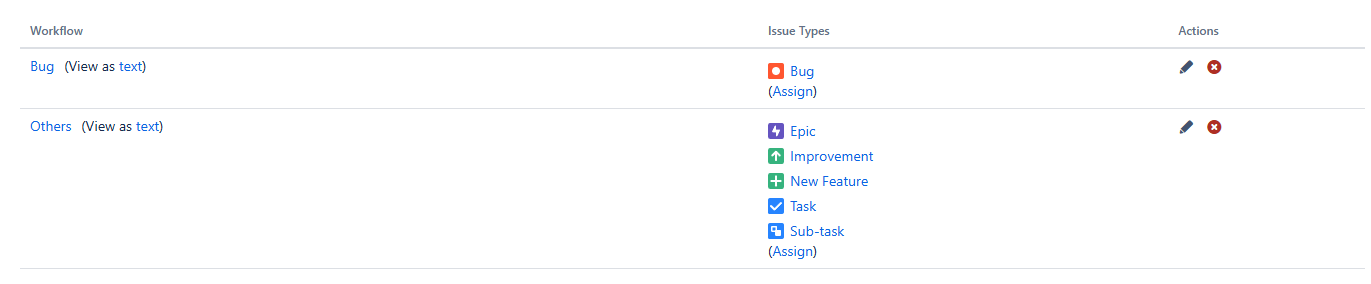 Workflow Issue Types Actions
Bug (View as text) Bug
(Assign)
Others (View as text) Epic
Improvement
New Feature
Task
Sub-task
(Assign)